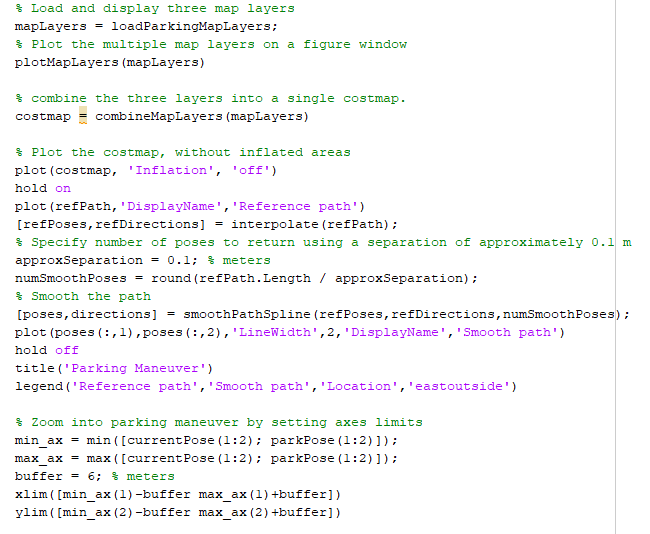 % Load and display three map layers
mapLayers = loadParkingMapLayers;
% Plot the multiple map layers on a figure window
plotMapLayers(mapLayers)
% combine the three layers into a single costmap.
costmap = combineMapLayers(mapLayers)
% Plot the costmap, without inflated areas
plot(costmap, 'Inflation', 'off')
hold on
plot(refPath,'DisplayName','Reference path')
[refPoses,refDirections] = interpolate(refPath);
% Specify number of poses to return using a separation of approximately 0.1 m
approxSeparation = 0.1; % meters
numSmoothPoses = round(refPath.Length / approxSeparation);
% Smooth the path
[poses,directions] = smoothPathSpline(refPoses,refDirections,numSmoothPoses);
plot(poses(:,1),poses(:,2),'LineWidth',2,'DisplayName','Smooth path')
hold off
title('Parking Maneuver')
legend('Reference path','Smooth path','Location','eastoutside')
% Zoom into parking maneuver by setting axes limits
min_ax = min([currentPose(1:2); parkPose(1:2)]);
max_ax = max([currentPose(1:2); parkPose(1:2)]);
buffer = 6; % meters
xlim([min_ax(1)-buffer max_ax(1)+buffer])
ylim([min_ax(2)-buffer max_ax(2)+buffer])